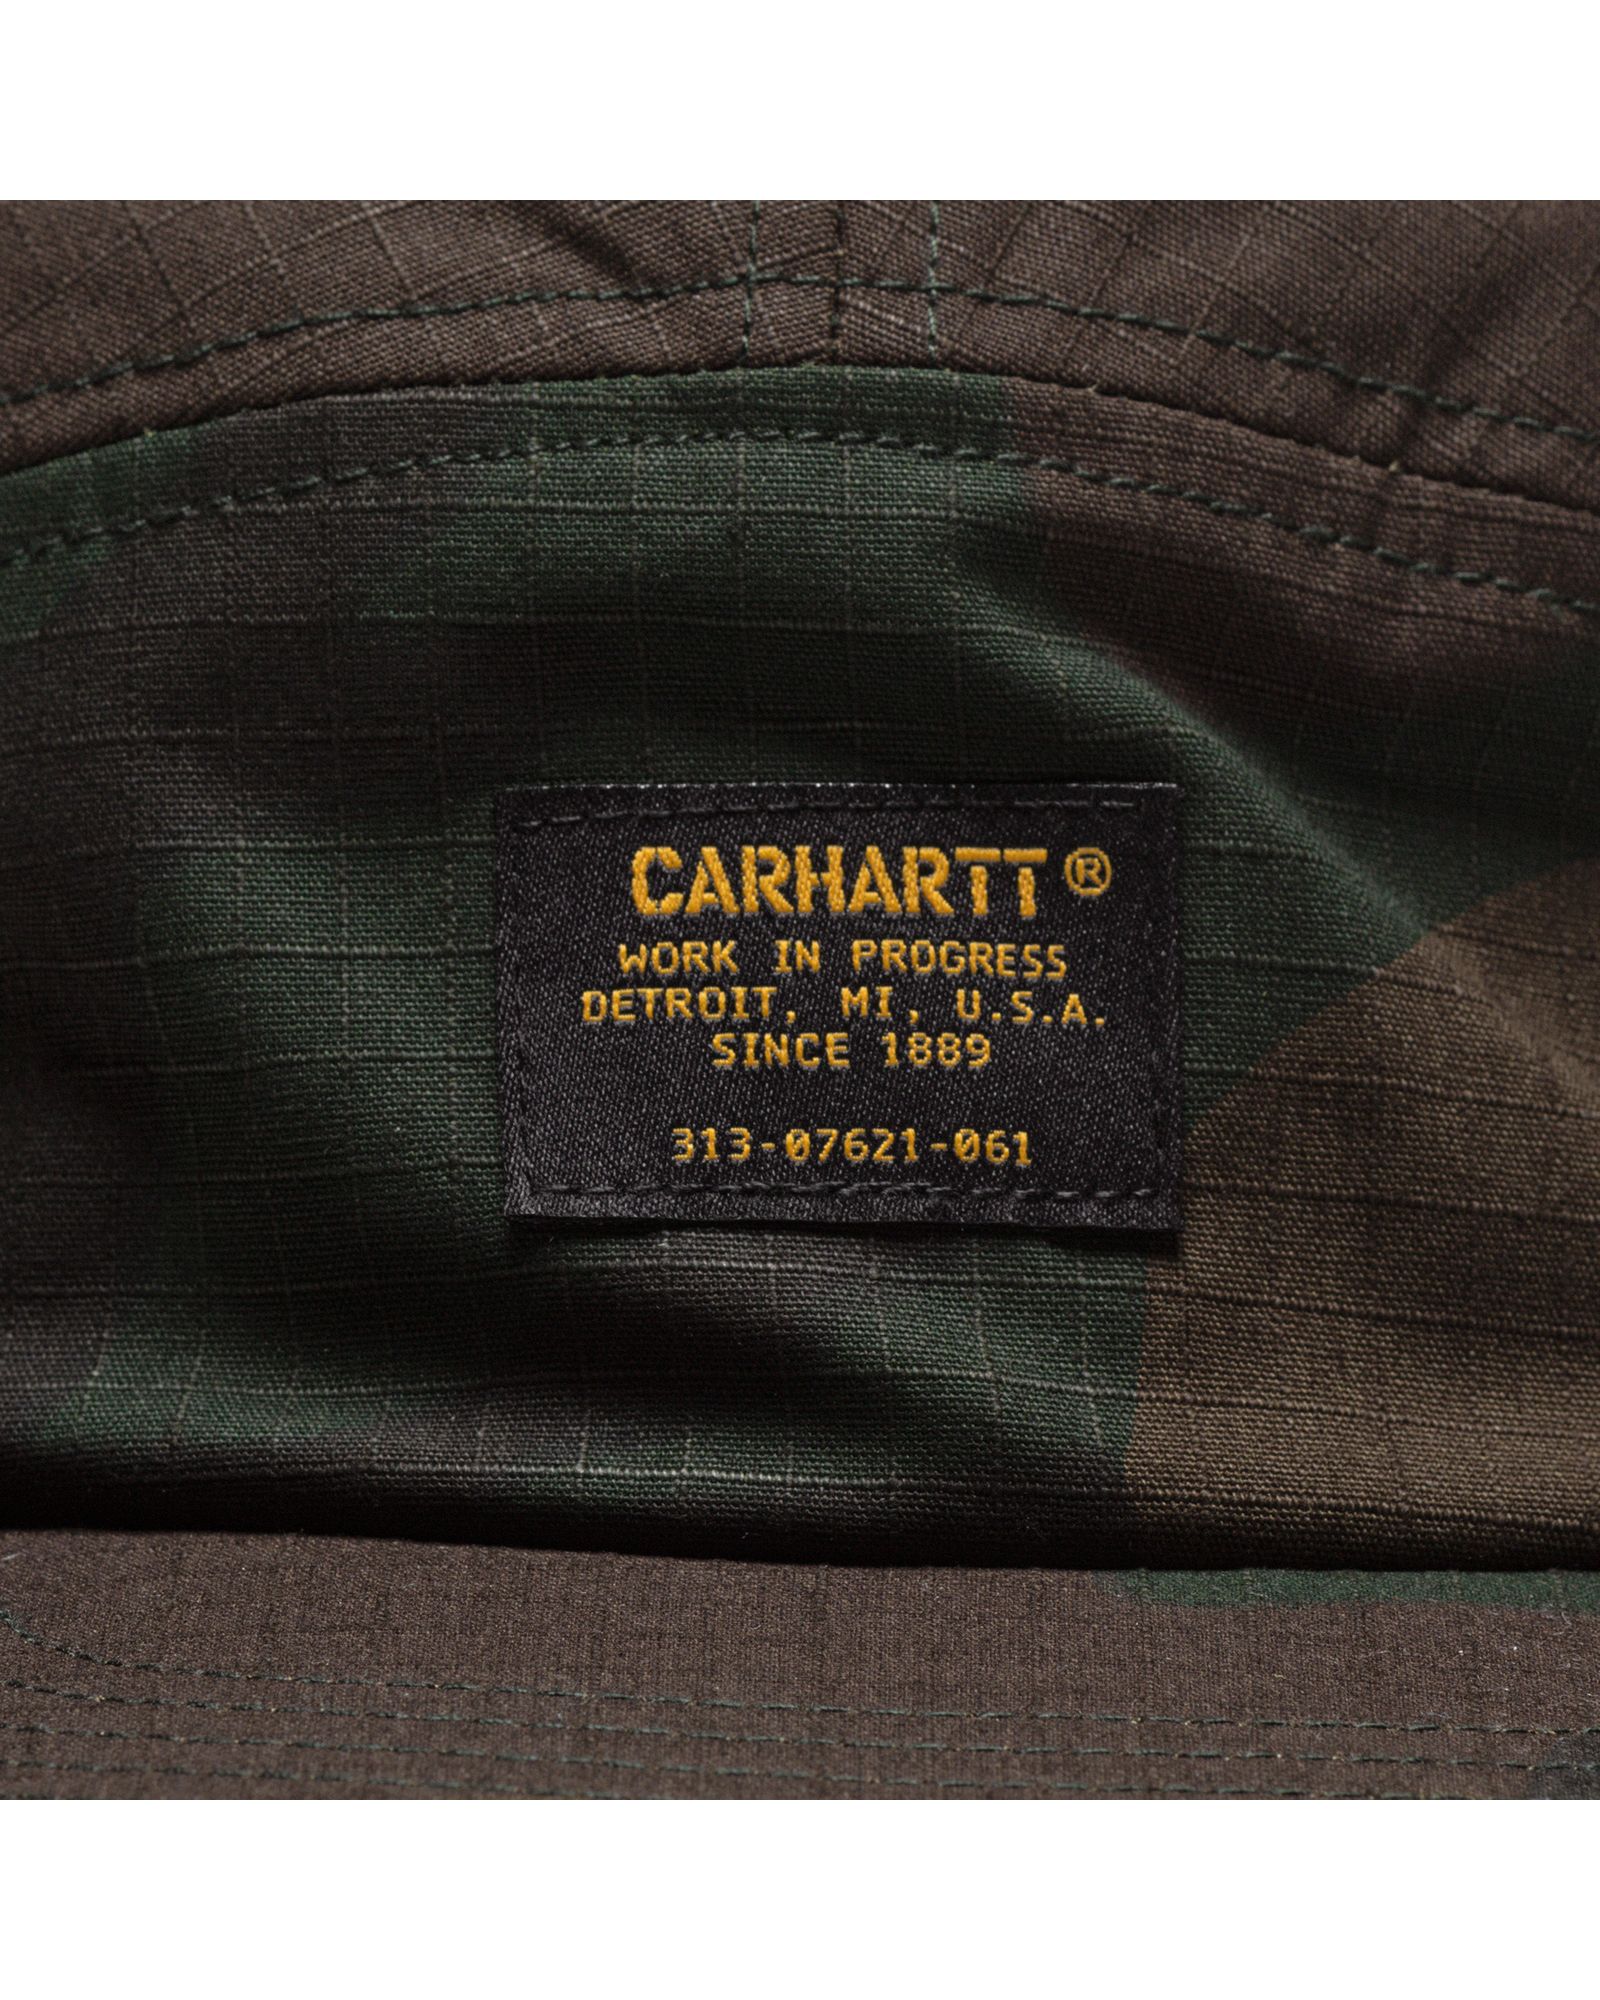 CARHARTT®
WORK IN PROGRESS
DETROIT, MI, U.S.A.
SINCE 1889
313-07621-061